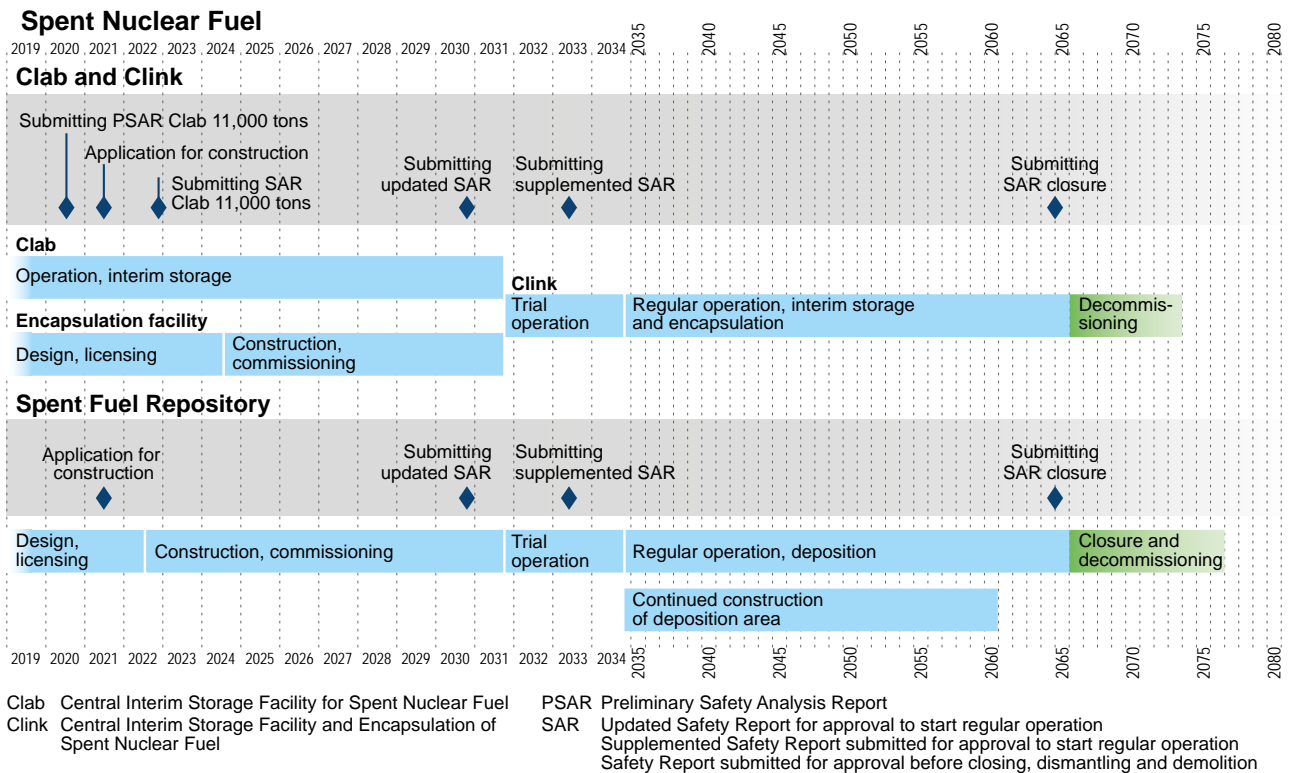 Spent Nuclear Fuel
2019 2020 2021 2022 2023 2024 2025 2026 2027 2028 2029 2030 2031 2032 2033 2034 2035 2040 2045 2050 2055 2060 2065 2070 2075 2080
Clab and Clink
Submitting PSAR Clab 11,000 tons
Application for construction
Submitting SAR
Clab 11,000 tons
Submitting
updated SAR
Submitting
supplemented SAR
Submitting
SAR closure
Clab
Operation, interim storage
Encapsulation facility
Design, licensing
Construction,
commissioning
Clink
Trial
operation
Regular operation, interim storage
and encapsulation
Decommis-
sioning
Spent Fuel Repository
Application for
construction
Submitting
updated SAR
Submitting
supplemented SAR
Submitting
SAR closure
Design,
licensing
Construction, commissioning
Trial
operation
Regular operation, deposition
Closure and
decommissioning
Continued construction
of deposition area
2019 2020 2021 2022 2023 2024 2025 2026 2027 2028 2029 2030 2031 2032 2033 2034 2035 2040 2045 2050 2055 2060 2065 2070 2075 2080
Clab Central Interim Storage Facility for Spent Nuclear Fuel
Clink Central Interim Storage Facility and Encapsulation of
Spent Nuclear Fuel
PSAR Preliminary Safety Analysis Report
SAR Updated Safety Report for approval to start regular operation
Supplemented Safety Report submitted for approval to start regular operation
Safety Report submitted for approval before closing, dismantling and demolition